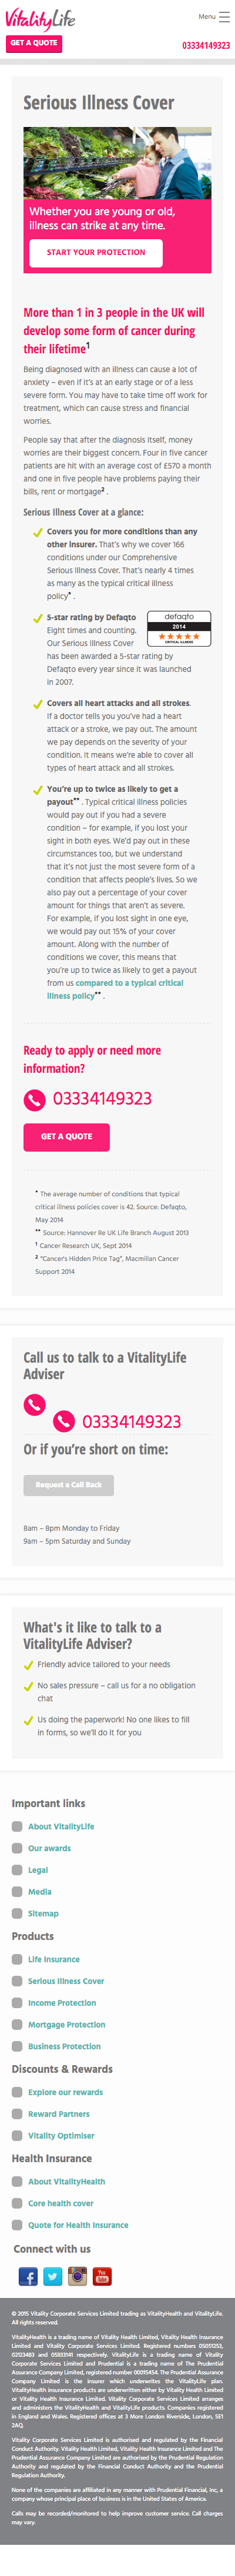 VitalityLife
Menu
GET A QUOTE
03334149323
Serious Illness Cover
Whether you are young or old,
illness can strike at any time.
START YOUR PROTECTION
More than 1 in 3 people in the UK will
develop some form of cancer during
their lifetime1
Being diagnosed with an illness can cause a lot of
anxiety – even if it's at an early stage or of a less
severe form. You may have to take time off work for
treatment, which can cause stress and financial
worries.
People say that after the diagnosis itself, money
worries are their biggest concern. Four in five cancer
patients are hit with an average cost of £570 a month
and one in five people have problems paying their
bills, rent or mortgage2 .
Serious Illness Cover at a glance:
Covers you for more conditions than any
other insurer. That's why we cover 166
conditions under our Comprehensive
Serious Illness Cover. That's nearly 4 times
as many as the typical critical illness
policy* .
5-star rating by Defaqto
Eight times and counting.
Our Serious Illness Cover
has been awarded a 5-star rating by
Defaqto every year since it was launched
in 2007.
defaqto
2014
CRITICAL ILLNESS
Covers all heart attacks and all strokes.
If a doctor tells you you've had a heart
attack or a stroke, we pay out. The amount
we pay depends on the severity of your
condition. It means we're able to cover all
types of heart attack and all strokes.
You're up to twice as likely to get a
payout** . Typical critical illness policies
would pay out if you had a severe
condition – for example, if you lost your
sight in both eyes. We'd pay out in these
circumstances too, but we understand
that it's not just the most severe form of a
condition that affects people's lives. So we
also pay out a percentage of your cover
amount for things that aren't as severe.
For example, if you lost sight in one eye,
we would pay out 15% of your cover
amount. Along with the number of
conditions we cover, this means that
you're up to twice as likely to get a payout
from us compared to a typical critical
illness policy** .
Ready to apply or need more
information?
03334149323
GET A QUOTE
* The average number of conditions that typical
critical illness policies cover is 42. Source: Defaqto,
May 2014
** Source: Hannover Re UK Life Branch August 2013
1 Cancer Research UK, Sept 2014
2 "Cancer's Hidden Price Tag", Macmillan Cancer
Support 2014
Call us to talk to a VitalityLife
Adviser
03334149323
Or if you're short on time:
Request a Call Back
8am – 8pm Monday to Friday
9am – 5pm Saturday and Sunday
What's it like to talk to a
VitalityLife Adviser?
Friendly advice tailored to your needs
No sales pressure – call us for a no obligation
chat
Us doing the paperwork! No one likes to fill
in forms, so we'll do it for you
Important links
About VitalityLife
Our awards
Legal
Media
Sitemap
Products
Life Insurance
Serious Illness Cover
Income Protection
Mortgage Protection
Business Protection
Discounts & Rewards
Explore our rewards
Reward Partners
Vitality Optimiser
Health Insurance
About VitalityHealth
Core health cover
Quote for Health Insurance
Connect with us
You
Tube
© 2015 Vitality Corporate Services Limited trading as VitalityHealth and VitalityLife.
All rights reserved.
VitalityHealth is a trading name of Vitality Health Limited, Vitality Health Insurance
Limited and Vitality Corporate Services Limited. Registered numbers 05051253,
02123483 and 05933141 respectively. VitalityLife is a trading name of Vitality
Corporate Services Limited and Prudential is a trading name of The Prudential
Assurance Company Limited, registered number 00015454. The Prudential Assurance
Company Limited is the insurer which underwrites the VitalityLife plan.
VitalityHealth insurance products are underwritten either by Vitality Health Limited
or Vitality Health Insurance Limited. Vitality Corporate Services Limited arranges
and administers the VitalityHealth and VitalityLife products. Companies registered
in England and Wales. Registered offices at 3 More London Riverside, London, SE1
2AQ.
Vitality Corporate Services Limited is authorised and regulated by the Financial
Conduct Authority. Vitality Health Limited, Vitality Health Insurance Limited and The
Prudential Assurance Company Limited are authorised by the Prudential Regulation
Authority and regulated by the Financial Conduct Authority and the Prudential
Regulation Authority.
None of the companies are affiliated in any manner with Prudential Financial, Inc, a
company whose principal place of business is in the United States of America.
Calls may be recorded/monitored to help improve customer service. Call charges
may vary.